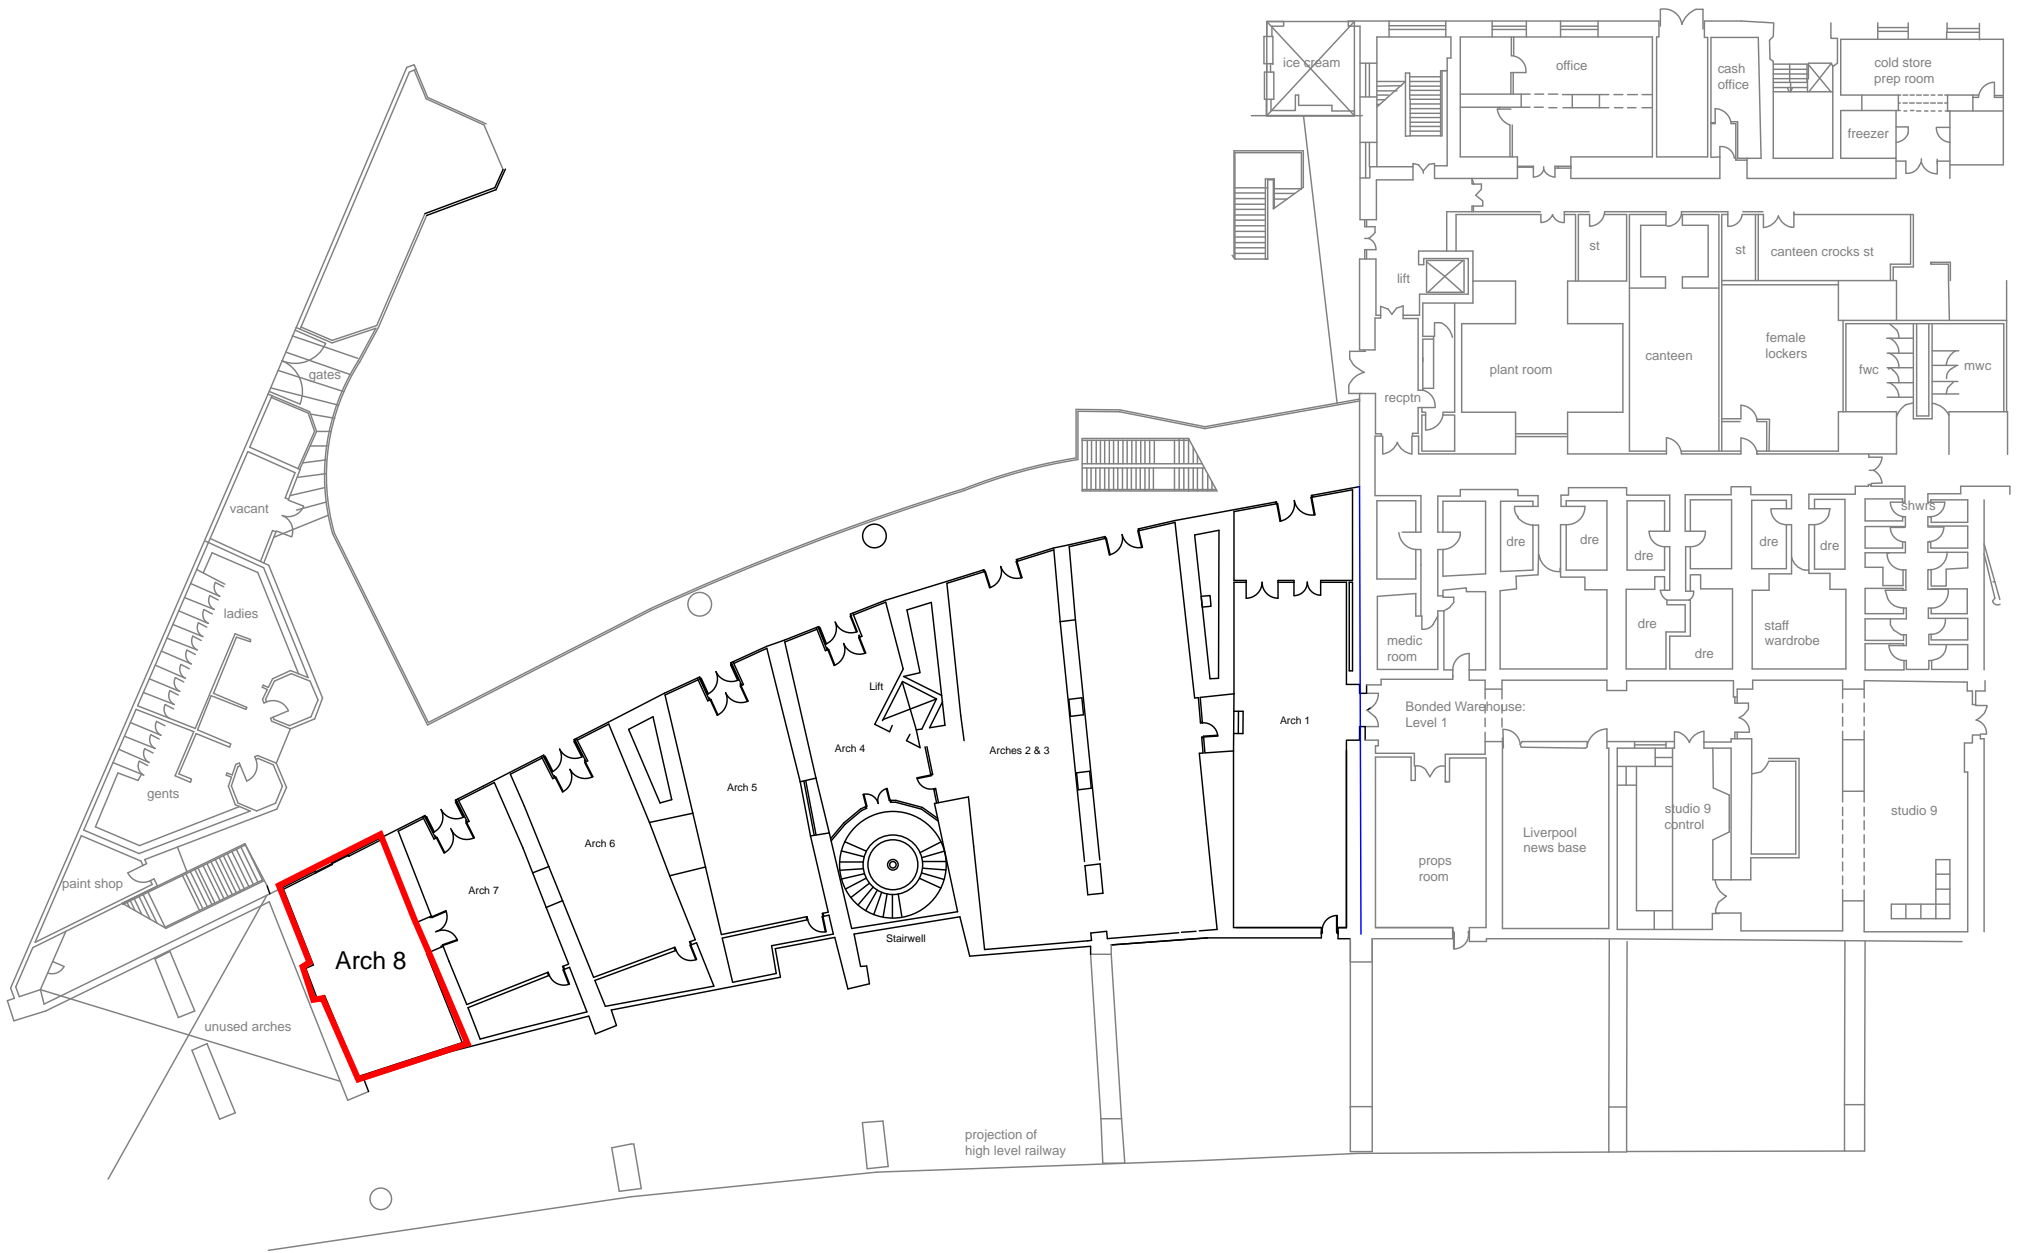 ice cream
office
cash
office
cold store
prep room
freezer
st
st
canteen crocks st
lift
gates
female
lockers
canteen
plant room
fwc
mwc
recptn
vacant
shwrs
dre
dre
dre
dre
dre
ladies
dre
staff
wardrobe
medic
room
dre
Lift
Bonded Warehouse:
Level 1
Arch 1
Arch 4
Arches 2 & 3
Arch 5
gents
studio 9
control
studio 9
Liverpool
news base
Arch 6
props
room
paint shop
Arch 7
Stairwell
Arch 8
unused arches
projection of
high level railway